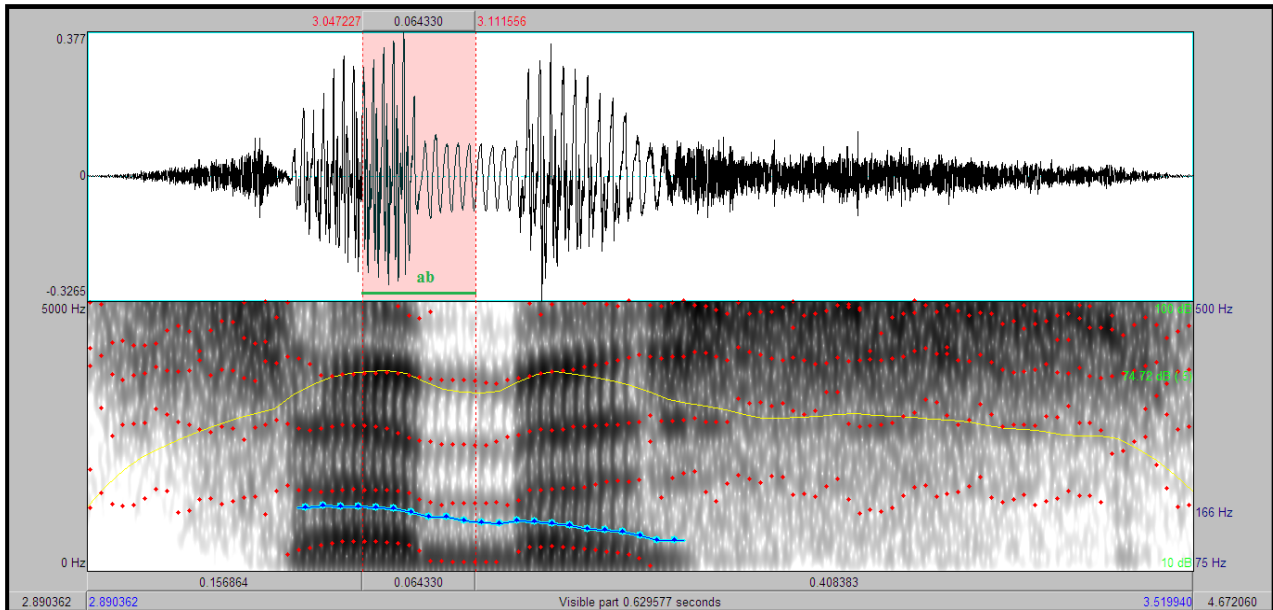 3.047227 0.064330 3.111556
0.377
0
ab
-0.3265
5000 Hz 100 dB 500 Hz
74.72 dB (µE)
166 Hz
0 Hz 10 dB 75 Hz
0.156864 0.064330 0.408383
2.890362 2.890362 Visible part 0.629577 seconds 3.519940 4.672060